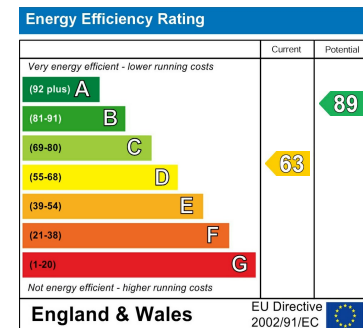 Energy Efficiency Rating
Current Potential
Very energy efficient - lower running costs
(92 plus) A
(81-91) B
89
(69-80) C
(55-68) D
63
(39-54) E
(21-38) F
(1-20) G
Not energy efficient - higher running costs
England & Wales
EU Directive
2002/91/EC